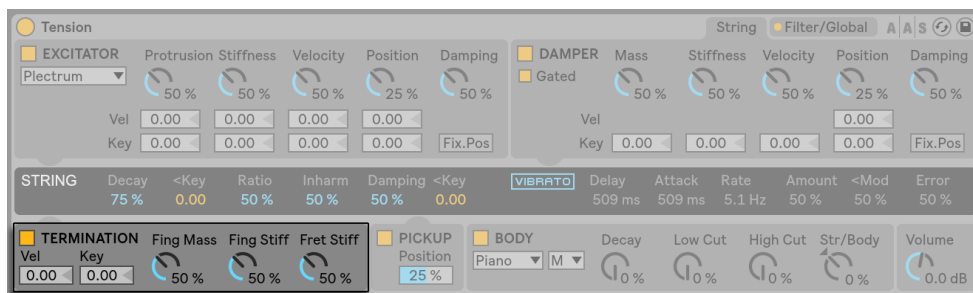 Tension String Filter/Global A A S
EXCITATOR Protrusion Stiffness Velocity Position Damping
Plectrum 50 % 50 % 50 % 25 % 50 %
Vel 0.00 0.00 0.00 0.00
Key 0.00 0.00 0.00 0.00 Fix.Pos
DAMPER Mass Stiffness Velocity Position Damping
Gated 50 % 50 % 50 % 25 % 50 %
Vel 0.00
Key 0.00 0.00 0.00 0.00 Fix.Pos
STRING Decay <Key Ratio Inharm Damping <Key
75 % 0.00 50 % 50 % 50 % 0.00
VIBRATO Delay Attack Rate Amount <Mod Error
509 ms 509 ms 5.1 Hz 50 % 50 % 50 %
TERMINATION Fing Mass Fing Stiff Fret Stiff
Vel Key
0.00 0.00 50 % 50 % 50 %
PICKUP
Position
25 %
BODY Decay Low Cut High Cut Str/Body
Piano M 0 % 0 % 0 % 0 %
Volume
0.0 dB